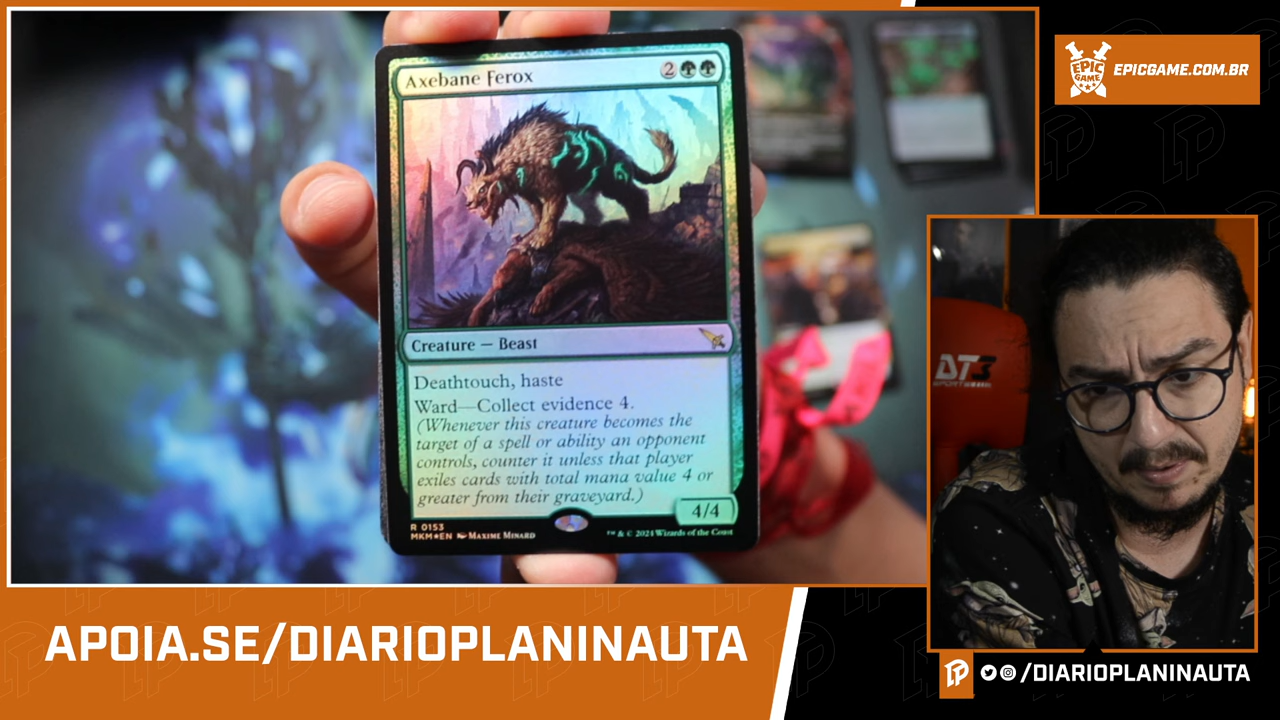 Axebane Ferox
2
Creature — Beast
Deathtouch, haste
Ward—Collect evidence 4.
(Whenever this creature becomes the
target of a spell or ability an opponent
controls, counter it unless that player
exiles cards with total mana value 4 or
greater from their graveyard.)
4/4
R 0153
MKM★EN MAXIME MINARD
™ & © 2024 Wizards of the Coast
EPIC
GAME
EPICGAME.COM.BR
DT3
SPORTS
APOIA.SE/DIARIOPLANINAUTA
/DIARIOPLANINAUTA